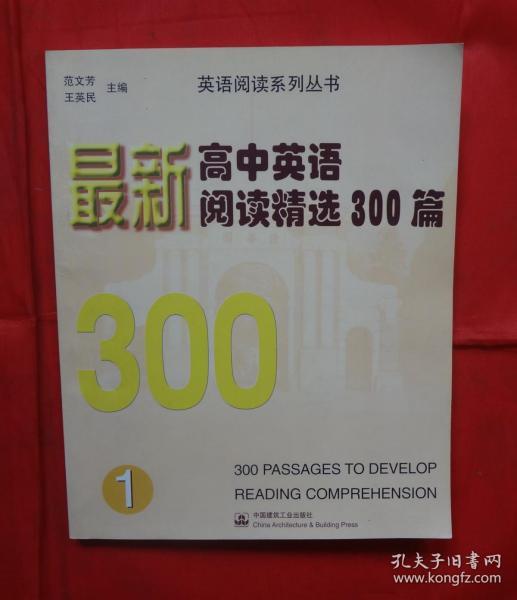 范文芳
王英民
主编
英语阅读系列丛书
最新
高中英语
阅读精选 300 篇
300
1
300 PASSAGES TO DEVELOP
READING COMPREHENSION
中国建筑工业出版社
China Architecture & Building Press
孔夫子旧书网
www.kongfz.com